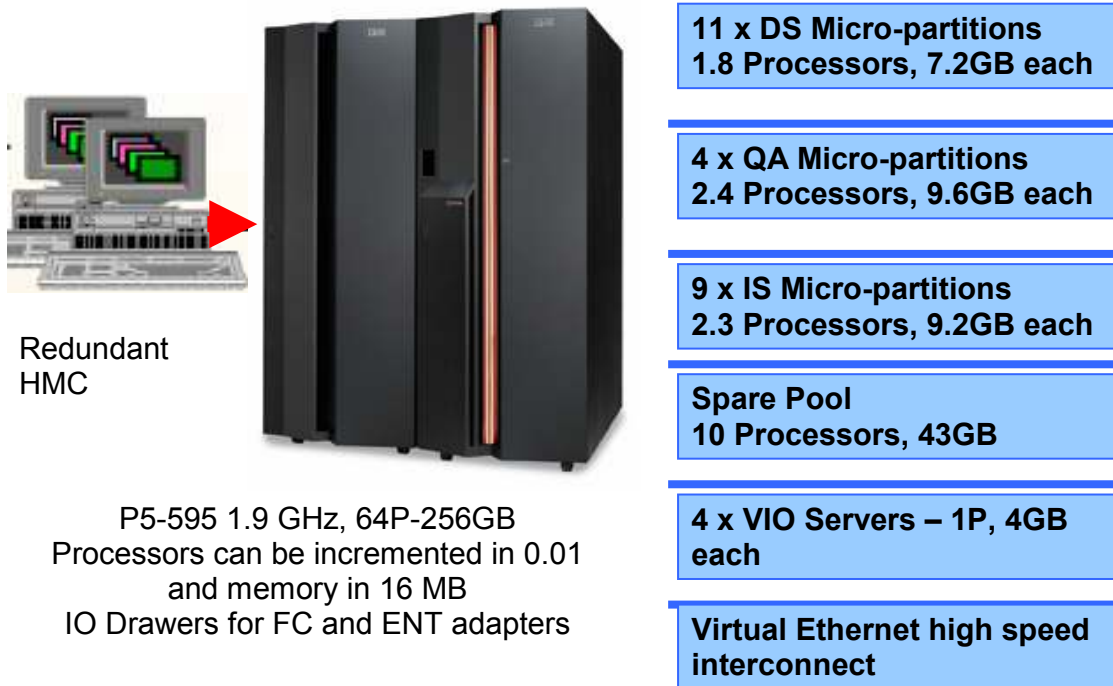 11 x DS Micro-partitions
1.8 Processors, 7.2GB each
4 x QA Micro-partitions
2.4 Processors, 9.6GB each
9 x IS Micro-partitions
2.3 Processors, 9.2GB each
Spare Pool
10 Processors, 43GB
4 x VIO Servers – 1P, 4GB
each
Virtual Ethernet high speed
interconnect
Redundant
HMC
P5-595 1.9 GHz, 64P-256GB
Processors can be incremented in 0.01
and memory in 16 MB
IO Drawers for FC and ENT adapters